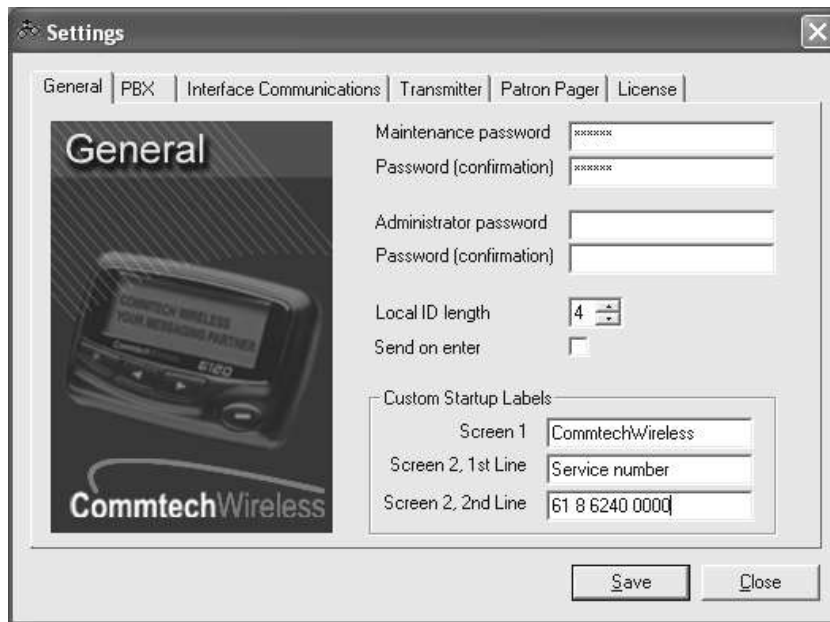 Settings
General PBX Interface Communications Transmitter Patron Pager License
General
COMMTECH WIRELESS
YOUR MESSAGING PARTNER
CommtechWireless
Maintenance password ******
Password (confirmation) ******
Administrator password
Password (confirmation)
Local ID length 4
Send on enter
Custom Startup Labels
Screen 1 CommtechWireless
Screen 2, 1st Line Service number
Screen 2, 2nd Line 61 8 6240 0000
Save Close